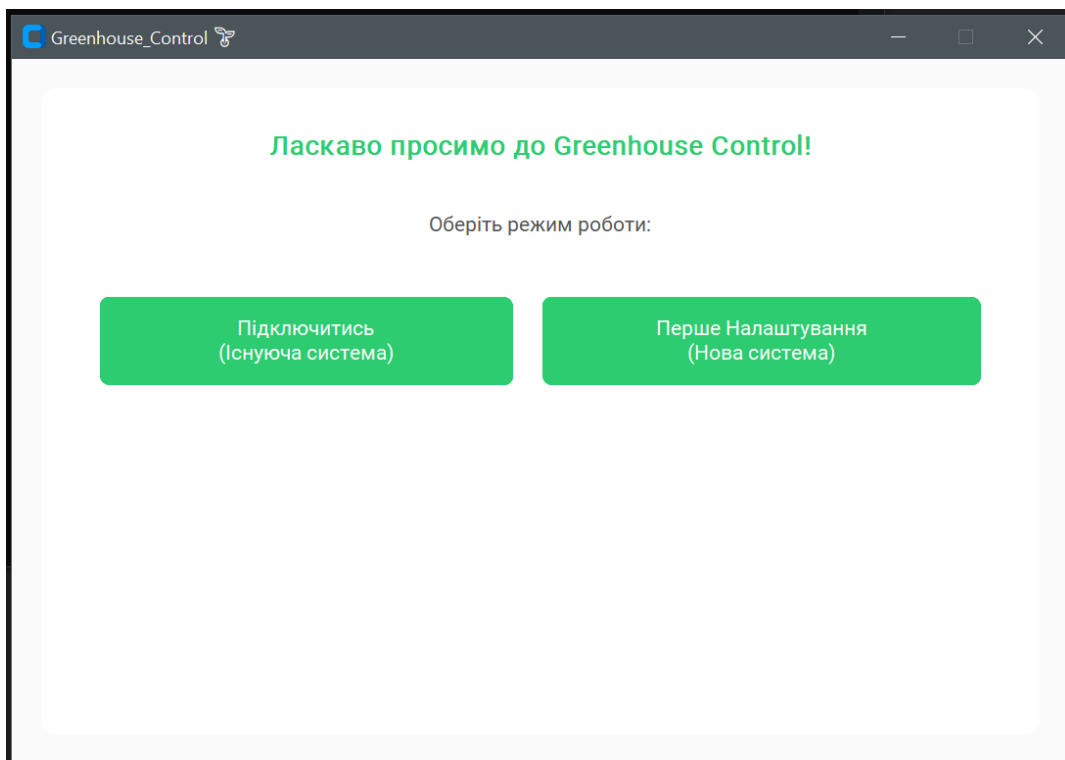 Greenhouse_Control
Ласкаво просимо до Greenhouse Control!
Оберіть режим роботи:
Підключитись
(Існуюча система)
Перше Налаштування
(Нова система)